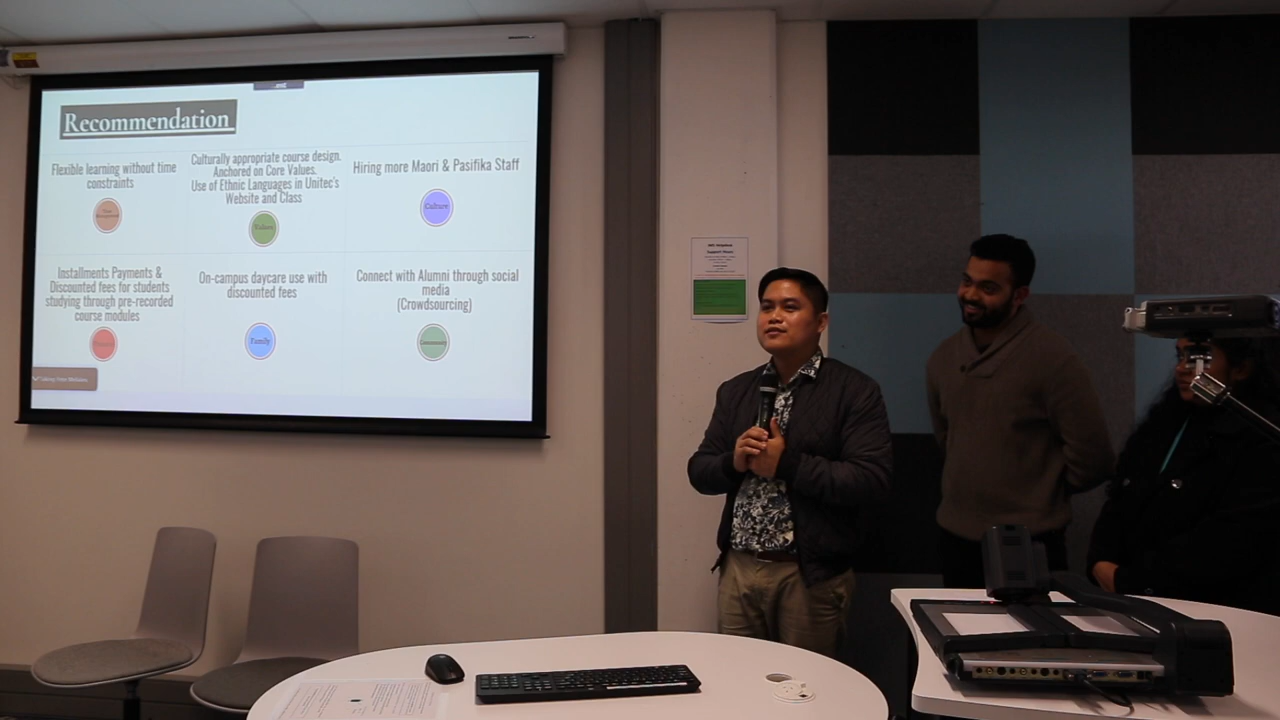 Recommendation
Flexible learning without time
constraints
Culturally appropriate course design.
Anchored on Core Values.
Use of Ethnic Languages in Unitec's
Website and Class
Values
Hiring more Maori & Pasifika Staff
Culture
Installments Payments &
Discounted fees for students
studying through pre-recorded
course modules
On-campus daycare use with
discounted fees
Family
Connect with Alumni through social
media
(Crowdsourcing)
Community